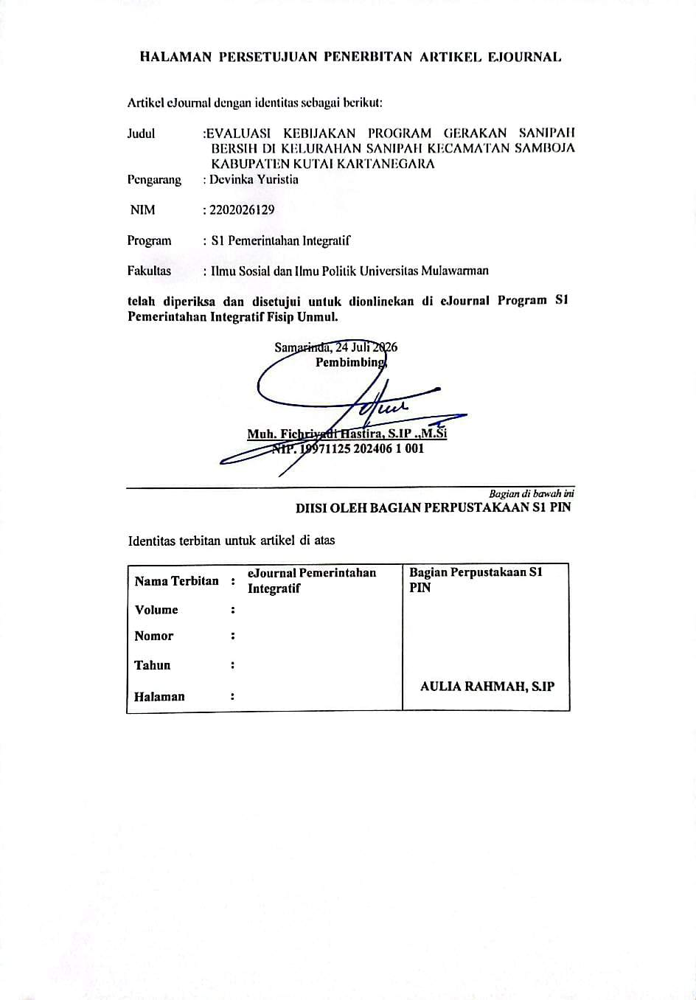 HALAMAN PERSETUJUAN PENERBITAN ARTIKEL EJOURNAL
Artikel eJournal dengan identitas sebagai berikut:
Judul :EVALUASI KEBIJAKAN PROGRAM GERAKAN SANIPAH
BERSIH DI KELURAHAN SANIPAH KECAMATAN SAMBOJA
KABUPATEN KUTAI KARTANEGARA
Pengarang : Devinka Yuristia
NIM : 2202026129
Program : S1 Pemerintahan Integratif
Fakultas : Ilmu Sosial dan Ilmu Politik Universitas Mulawarman
telah diperiksa dan disetujui untuk dionlinekan di eJournal Program S1
Pemerintahan Integratif Fisip Unmul.
Samarinda, 24 Juli 2026
Pembimbing,
Muh. Fichriyadi Hastira, S.IP .,M.Si
NIP. 19971125 202406 1 001
Bagian di bawah ini
DIISI OLEH BAGIAN PERPUSTAKAAN S1 PIN
Identitas terbitan untuk artikel di atas
Nama Terbitan : eJournal Pemerintahan
Integratif
Volume :
Nomor :
Tahun :
Halaman :
Bagian Perpustakaan S1
PIN
AULIA RAHMAH, S.IP